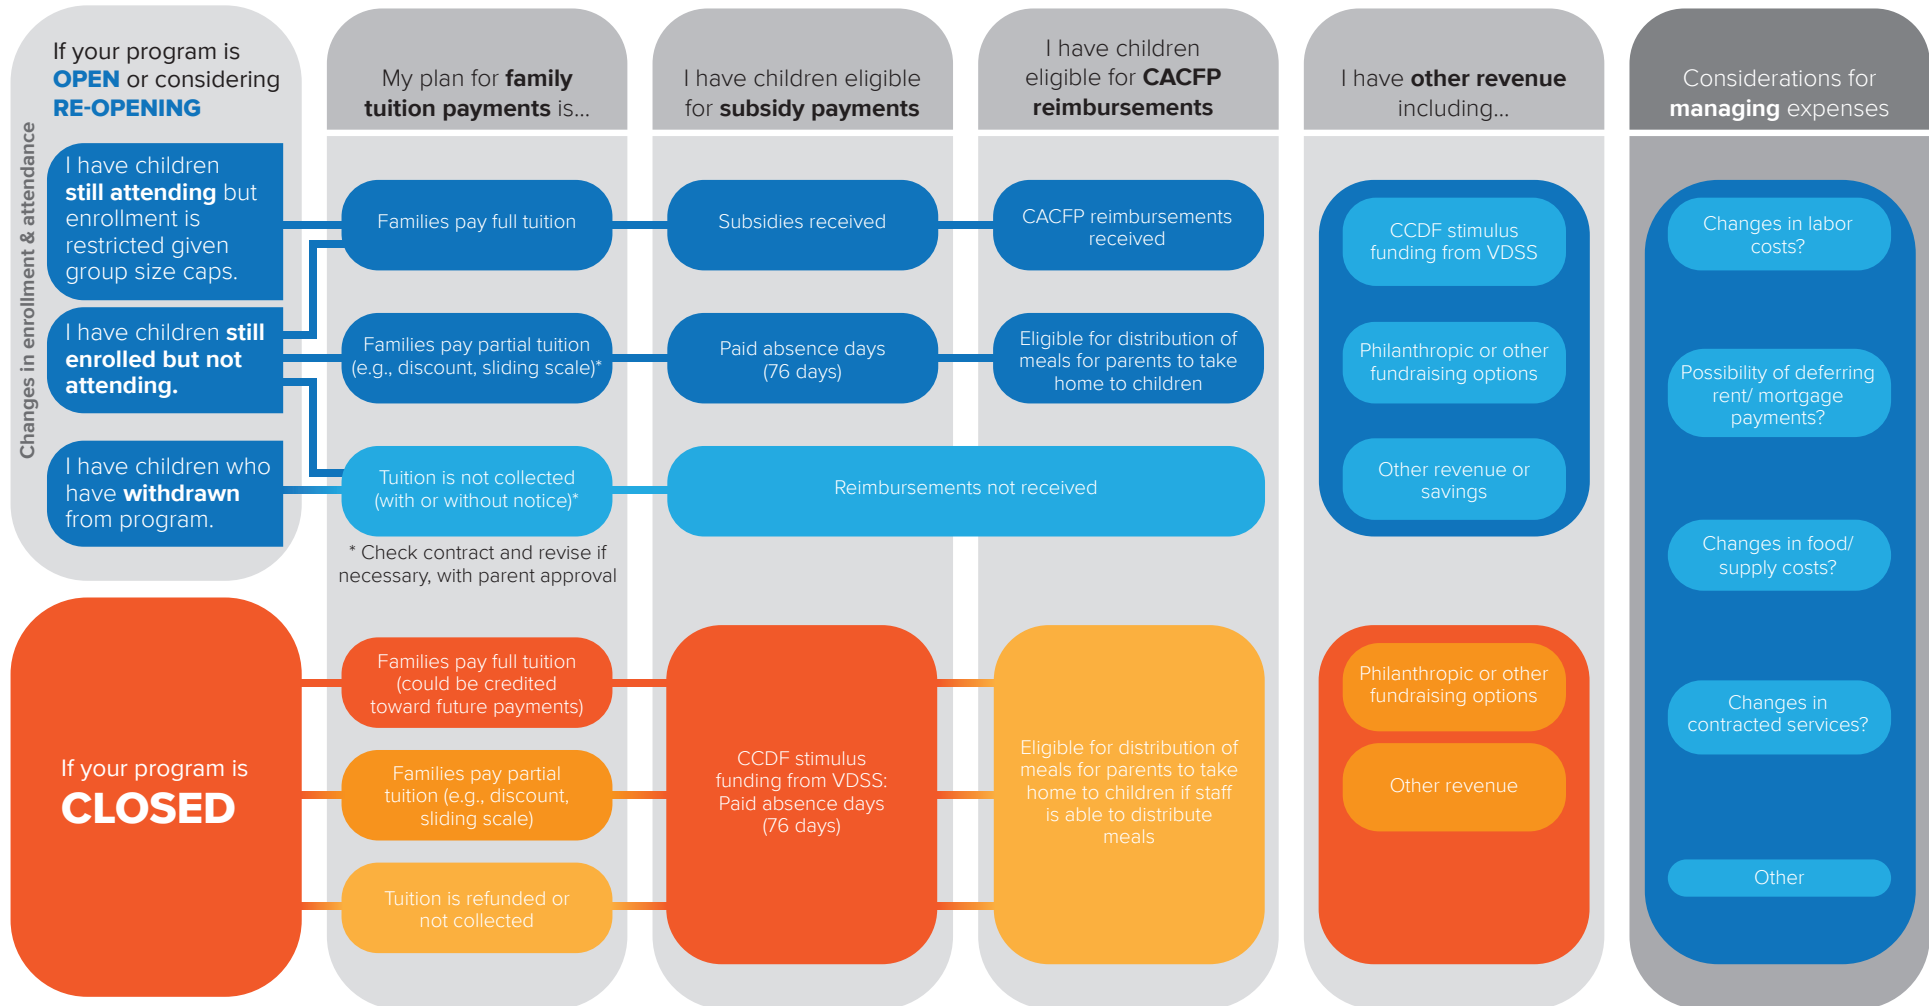 If your program is
OPEN or considering
RE-OPENING
Changes in enrollment & attendance
I have children
still attending but
enrollment is
restricted given
group size caps.
I have children still
enrolled but not
attending.
I have children who
have withdrawn
from program.
My plan for family
tuition payments is...
Families pay full tuition
Families pay partial tuition
(e.g., discount, sliding scale)*
Tuition is not collected
(with or without notice)*
* Check contract and revise if
necessary, with parent approval
I have children eligible
for subsidy payments
Subsidies received
Paid absence days
(76 days)
I have children
eligible for CACFP
reimbursements
CACFP reimbursements
received
Eligible for distribution of
meals for parents to take
home to children
Reimbursements not received
I have other revenue
including...
CCDF stimulus
funding from VDSS
Philanthropic or other
fundraising options
Other revenue or
savings
Considerations for
managing expenses
Changes in labor
costs?
Possibility of deferring
rent/ mortgage
payments?
Changes in food/
supply costs?
Changes in
contracted services?
Other
If your program is
CLOSED
Families pay full tuition
(could be credited
toward future payments)
Families pay partial
tuition (e.g., discount,
sliding scale)
Tuition is refunded or
not collected
CCDF stimulus
funding from VDSS:
Paid absence days
(76 days)
Eligible for distribution of
meals for parents to take
home to children if staff
is able to distribute
meals
Philanthropic or other
fundraising options
Other revenue